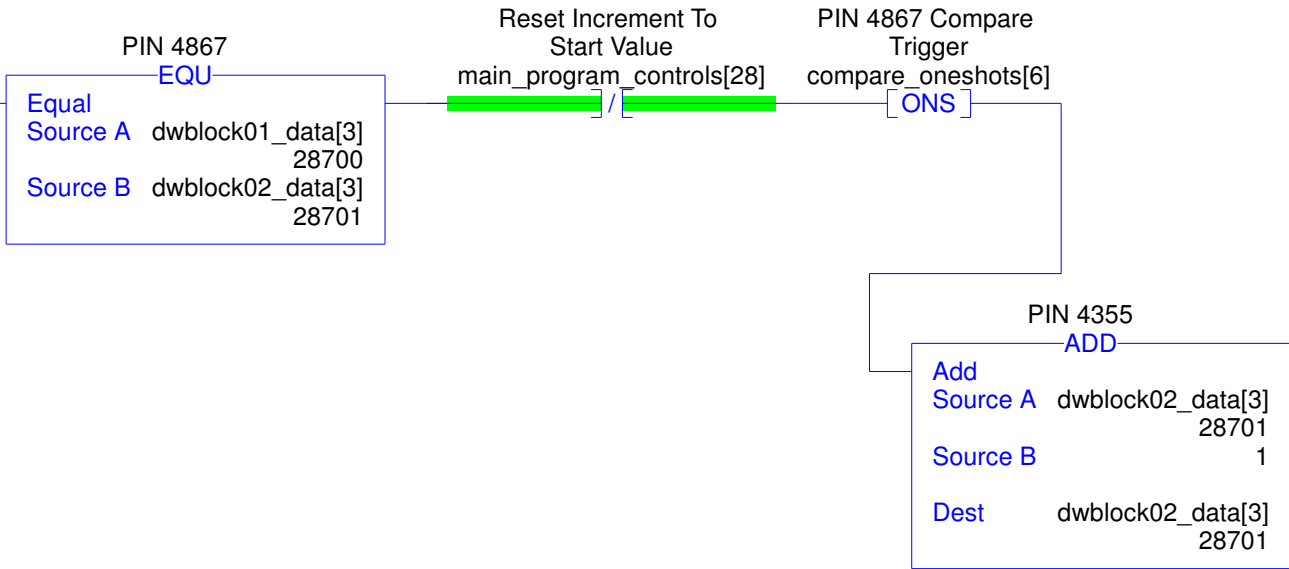 PIN 4867
EQU
Equal
Source A dwblock01_data[3]
28700
Source B dwblock02_data[3]
28701
Reset Increment To
Start Value
main_program_controls[28]
/
PIN 4867 Compare
Trigger
compare_oneshots[6]
ONS
PIN 4355
ADD
Add
Source A dwblock02_data[3]
28701
Source B 1
Dest dwblock02_data[3]
28701